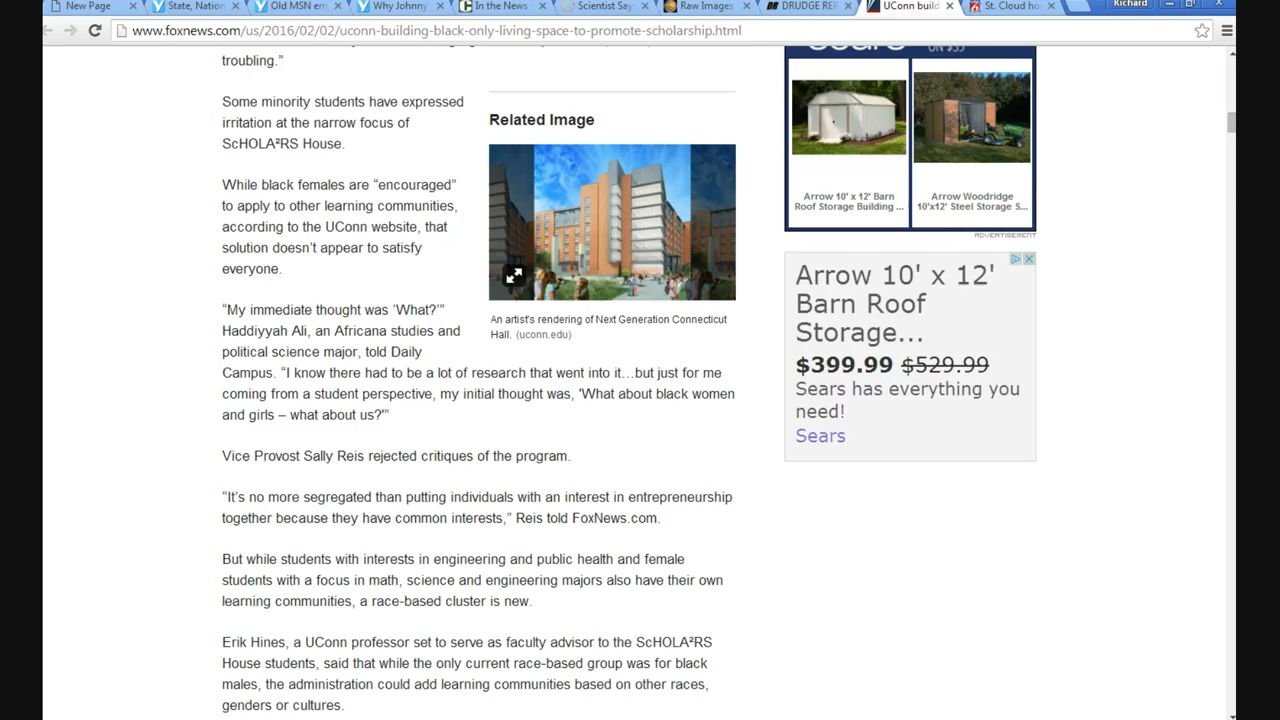 New Page
State, Nation
Old MSN em
Why Johnny
In the News
Scientist Say
Raw Images
DRUDGE REP
UConn build
St. Cloud ho
Richard
www.foxnews.com/us/2016/02/02/uconn-building-black-only-living-space-to-promote-scholarship.html
troubling.”
Some minority students have expressed
irritation at the narrow focus of
ScHOLA²RS House.
While black females are “encouraged”
to apply to other learning communities,
according to the UConn website, that
solution doesn’t appear to satisfy
everyone.
“My immediate thought was ‘What?’”
Haddiyyah Ali, an Africana studies and
political science major, told Daily
Campus. “I know there had to be a lot of research that went into it…but just for me
coming from a student perspective, my initial thought was, 'What about black women
and girls – what about us?'”
Vice Provost Sally Reis rejected critiques of the program.
“It’s no more segregated than putting individuals with an interest in entrepreneurship
together because they have common interests,” Reis told FoxNews.com.
But while students with interests in engineering and public health and female
students with a focus in math, science and engineering majors also have their own
learning communities, a race-based cluster is new.
Erik Hines, a UConn professor set to serve as faculty advisor to the ScHOLA²RS
House students, said that while the only current race-based group was for black
males, the administration could add learning communities based on other races,
genders or cultures.
Related Image
An artist's rendering of Next Generation Connecticut
Hall. (uconn.edu)
Arrow 10' x 12' Barn
Roof Storage Building ...
Arrow Woodridge
10'x12' Steel Storage S...
ADVERTISEMENT
Arrow 10' x 12'
Barn Roof
Storage...
$399.99 $529.99
Sears has everything you
need!
Sears